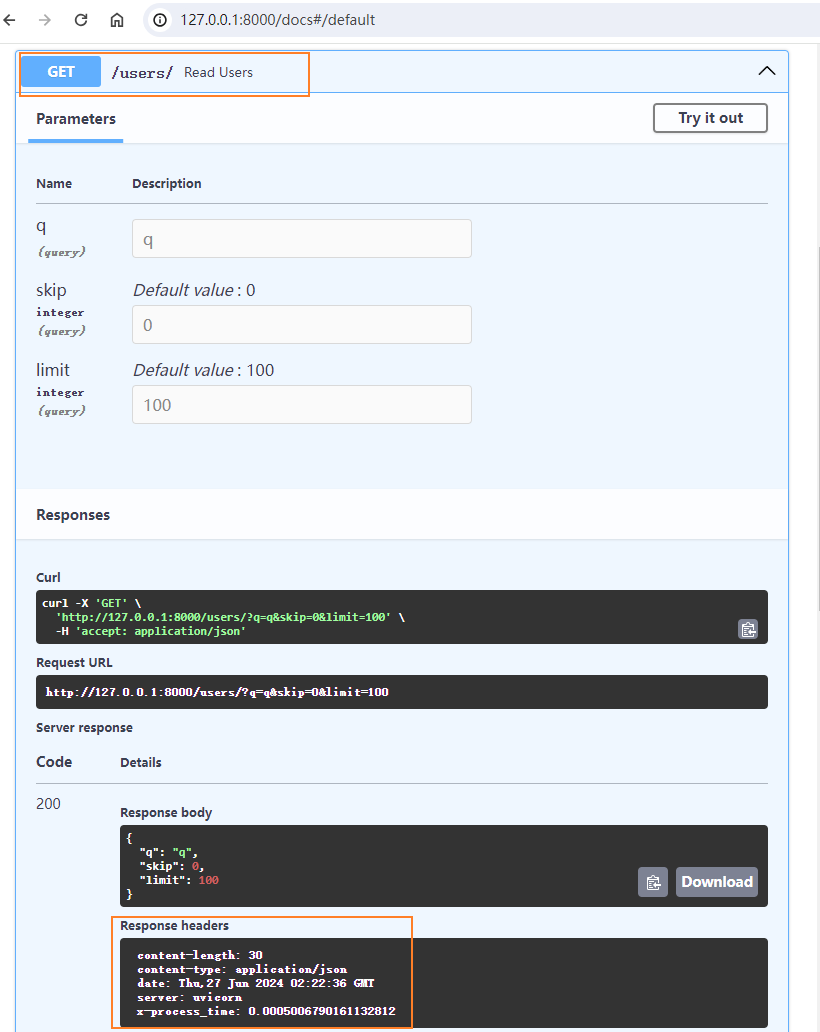 127.0.0.1:8000/docs#/default
GET /users/ Read Users
Parameters
Try it out
Name Description
q
(query)
q
skip
integer
(query)
Default value : 0
0
limit
integer
(query)
Default value : 100
100
Responses
Curl
curl -X 'GET' \
'http://127.0.0.1:8000/users/?q=q&skip=0&limit=100' \
-H 'accept: application/json'
Request URL
http://127.0.0.1:8000/users/?q=q&skip=0&limit=100
Server response
Code Details
200
Response body
{
"q": "q",
"skip": 0,
"limit": 100
}
Download
Response headers
content-length: 30
content-type: application/json
date: Thu,27 Jun 2024 02:22:36 GMT
server: uvicorn
x-process_time: 0.0005006790161132812